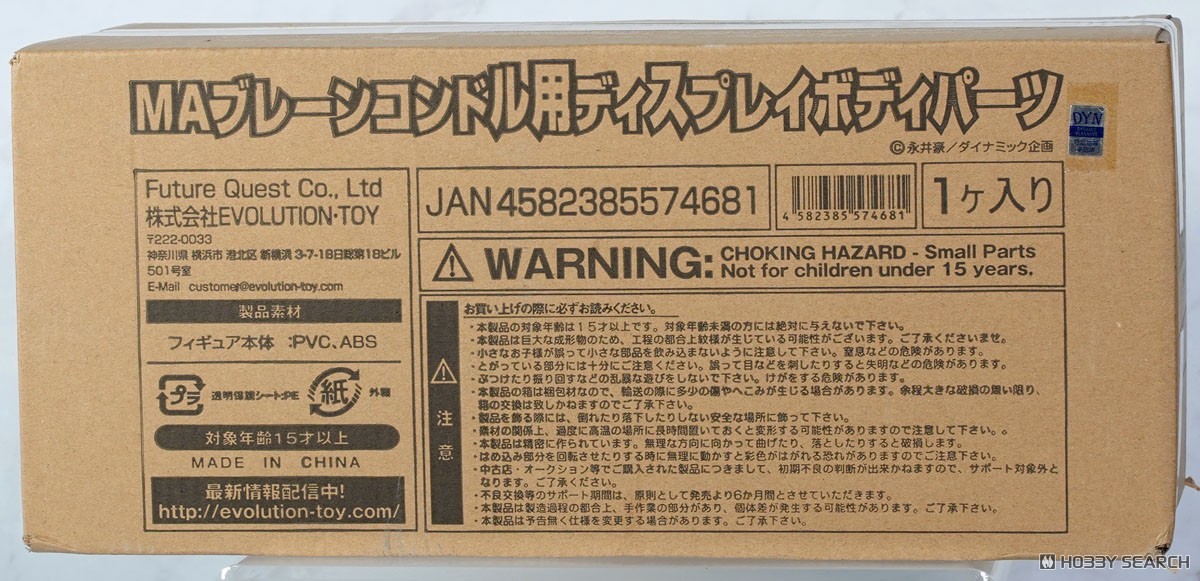 MAブレーンコンドル用ディスプレイボディパーツ
©永井豪／ダイナミック企画
DYN
Future Quest Co., Ltd
株式会社EVOLUTION・TOY
〒222-0033
神奈川県 横浜市 港北区 新横浜 3-7-18日総第18ビル
501号室
E-Mail customer@evolution-toy.com
製品素材
フィギュア本体 :PVC、ABS
プラ
透明保護シート:PE
紙
外箱
対象年齢15才以上
MADE IN CHINA
最新情報配信中!
http://evolution-toy.com/
JAN4582385574681
4 582385 574681
1ヶ入り
WARNING: CHOKING HAZARD - Small Parts
Not for children under 15 years.
注意
お買い上げの際に必ずお読みください。
・本製品の対象年齢は15才以上です。対象年齢未満の方には絶対に与えないで下さい。
・本製品は巨大な成形物のため、工程の都合上紋様が生じている可能性がございます。ご了承くださいませ。
・小さなお子様が誤って小さな部品を飲み込まないように注意して下さい。窒息などの危険があります。
・とがっている部分には十分にご注意ください。誤って目などを刺したりすると失明などの危険があります。
・ぶつけたり振り回すなどの乱暴な遊びをしないで下さい。けがをする危険があります。
・本製品の箱は梱包材なので、輸送の際に多少の傷やへこみが生じる場合があります。余程大きな破損の無い限り、
箱の交換は致しかねますのでご了承下さい。
・製品を飾る際には、倒れたり落下したりしない安全な場所に飾って下さい。
・素材の関係上、過度に高温の場所に長時間置いておくと変形する可能性がありますので注意して下さい。。
・本製品は精密に作られています。無理な方向に向かって曲げたり、落としたりすると破損します。
・はめ込み部分を回転させたりする時に無理に動かすと彩色がはがれる恐れがありますのでご注意下さい。
・中古店・オークション等でご購入された製品につきまして、初期不良の判断が出来かねますので、サポート対象外と
なります。ご了承ください。
・不良交換等のサポート期間は、原則として発売より6か月間とさせていただきます。
・本製品は製造過程の都合上、手作業の部分があり、個体差が発生する可能性があります。ご了承下さい。
・本製品は予告無く仕様を変更する場合があります。ご了承下さい。
HOBBY SEARCH